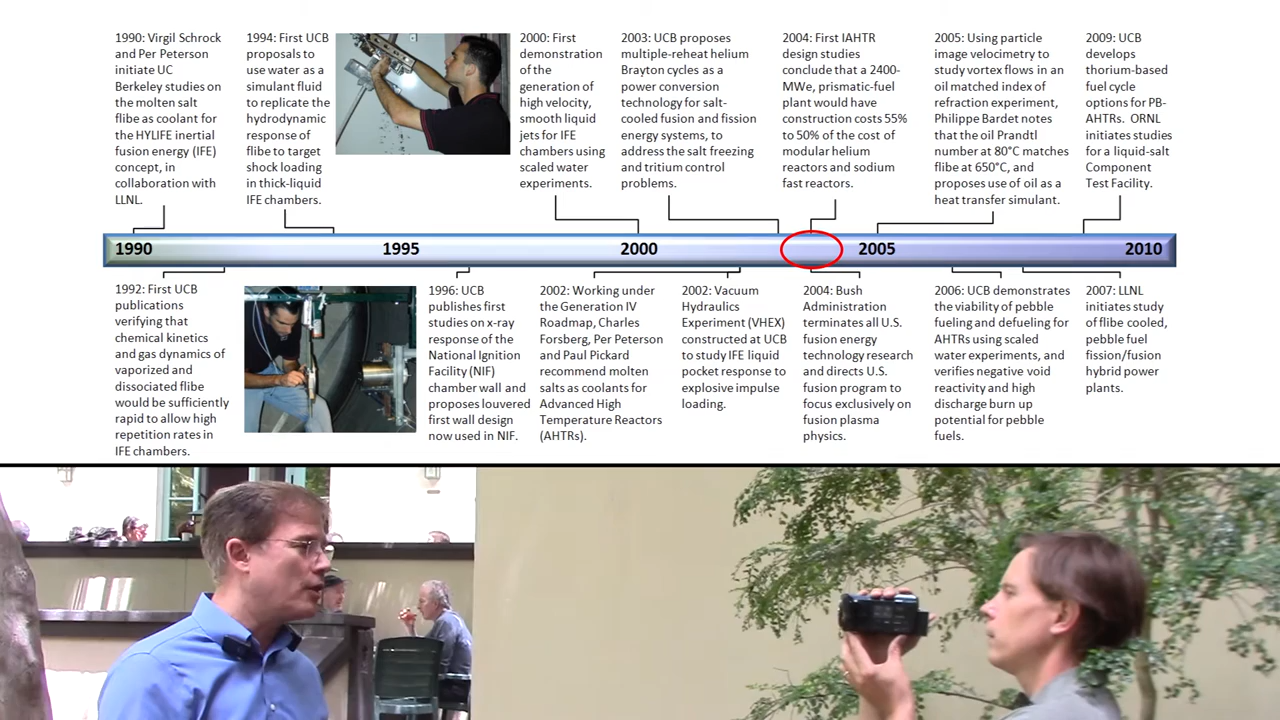 1990: Virgil Schrock
and Per Peterson
initiate UC
Berkeley studies on
the molten salt
flibe as coolant for
the HYLIFE inertial
fusion energy (IFE)
concept, in
collaboration with
LLNL.
1994: First UCB
proposals to
use water as a
simulant fluid
to replicate the
hydrodynamic
response of
flibe to target
shock loading
in thick-liquid
IFE chambers.
2000: First
demonstration
of the
generation of
high velocity,
smooth liquid
jets for IFE
chambers using
scaled water
experiments.
2003: UCB proposes
multiple-reheat helium
Brayton cycles as a
power conversion
technology for salt-
cooled fusion and fission
energy systems, to
address the salt freezing
and tritium control
problems.
2004: First IAHTR
design studies
conclude that a 2400-
MWe, prismatic-fuel
plant would have
construction costs 55%
to 50% of the cost of
modular helium
reactors and sodium
fast reactors.
2005: Using particle
image velocimetry to
study vortex flows in an
oil matched index of
refraction experiment,
Philippe Bardet notes
that the oil Prandtl
number at 80°C matches
flibe at 650°C, and
proposes use of oil as a
heat transfer simulant.
2009: UCB
develops
thorium-based
fuel cycle
options for PB-
AHTRs. ORNL
initiates studies
for a liquid-salt
Component
Test Facility.
1990 1995 2000 2005 2010
1992: First UCB
publications
verifying that
chemical kinetics
and gas dynamics of
vaporized and
dissociated flibe
would be sufficiently
rapid to allow high
repetition rates in
IFE chambers.
1996: UCB
publishes first
studies on x-ray
response of the
National Ignition
Facility (NIF)
chamber wall and
proposes louvered
first wall design
now used in NIF.
2002: Working under
the Generation IV
Roadmap, Charles
Forsberg, Per Peterson
and Paul Pickard
recommend molten
salts as coolants for
Advanced High
Temperature Reactors
(AHTRs).
2002: Vacuum
Hydraulics
Experiment (VHEX)
constructed at UCB
to study IFE liquid
pocket response to
explosive impulse
loading.
2004: Bush
Administration
terminates all U.S.
fusion energy
technology research
and directs U.S.
fusion program to
focus exclusively on
fusion plasma
physics.
2006: UCB demonstrates
the viability of pebble
fueling and defueling for
AHTRs using scaled
water experiments, and
verifies negative void
reactivity and high
discharge burn up
potential for pebble
fuels.
2007: LLNL
initiates study
of flibe cooled,
pebble fuel
fission/fusion
hybrid power
plants.